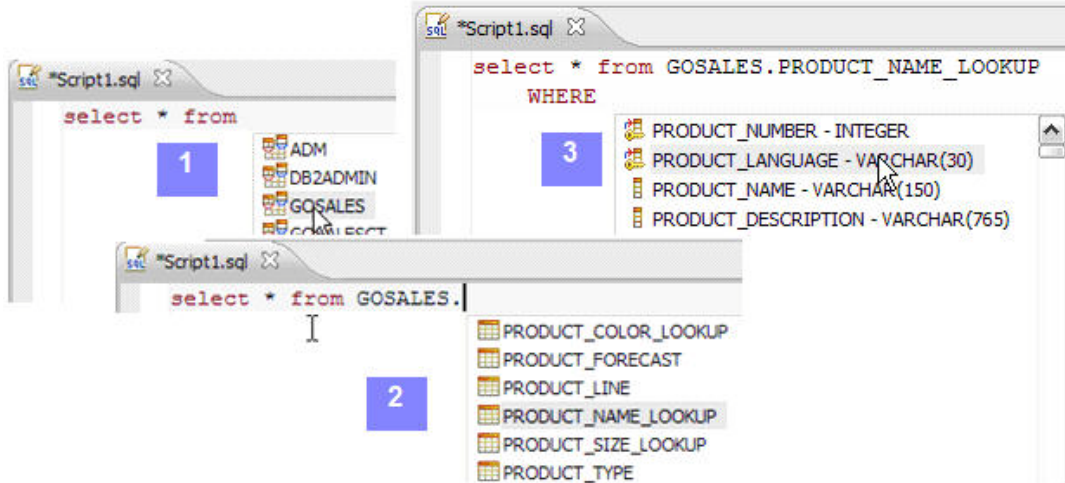 *Script1.sql
select * from
1
ADM
DB2ADMIN
GOSALES
GOSALESCT
*Script1.sql
select * from GOSALES.
2
PRODUCT_COLOR_LOOKUP
PRODUCT_FORECAST
PRODUCT_LINE
PRODUCT_NAME_LOOKUP
PRODUCT_SIZE_LOOKUP
PRODUCT_TYPE
*Script1.sql
select * from GOSALES.PRODUCT_NAME_LOOKUP
WHERE
3
PRODUCT_NUMBER - INTEGER
PRODUCT_LANGUAGE - VARCHAR(30)
PRODUCT_NAME - VARCHAR(150)
PRODUCT_DESCRIPTION - VARCHAR(765)